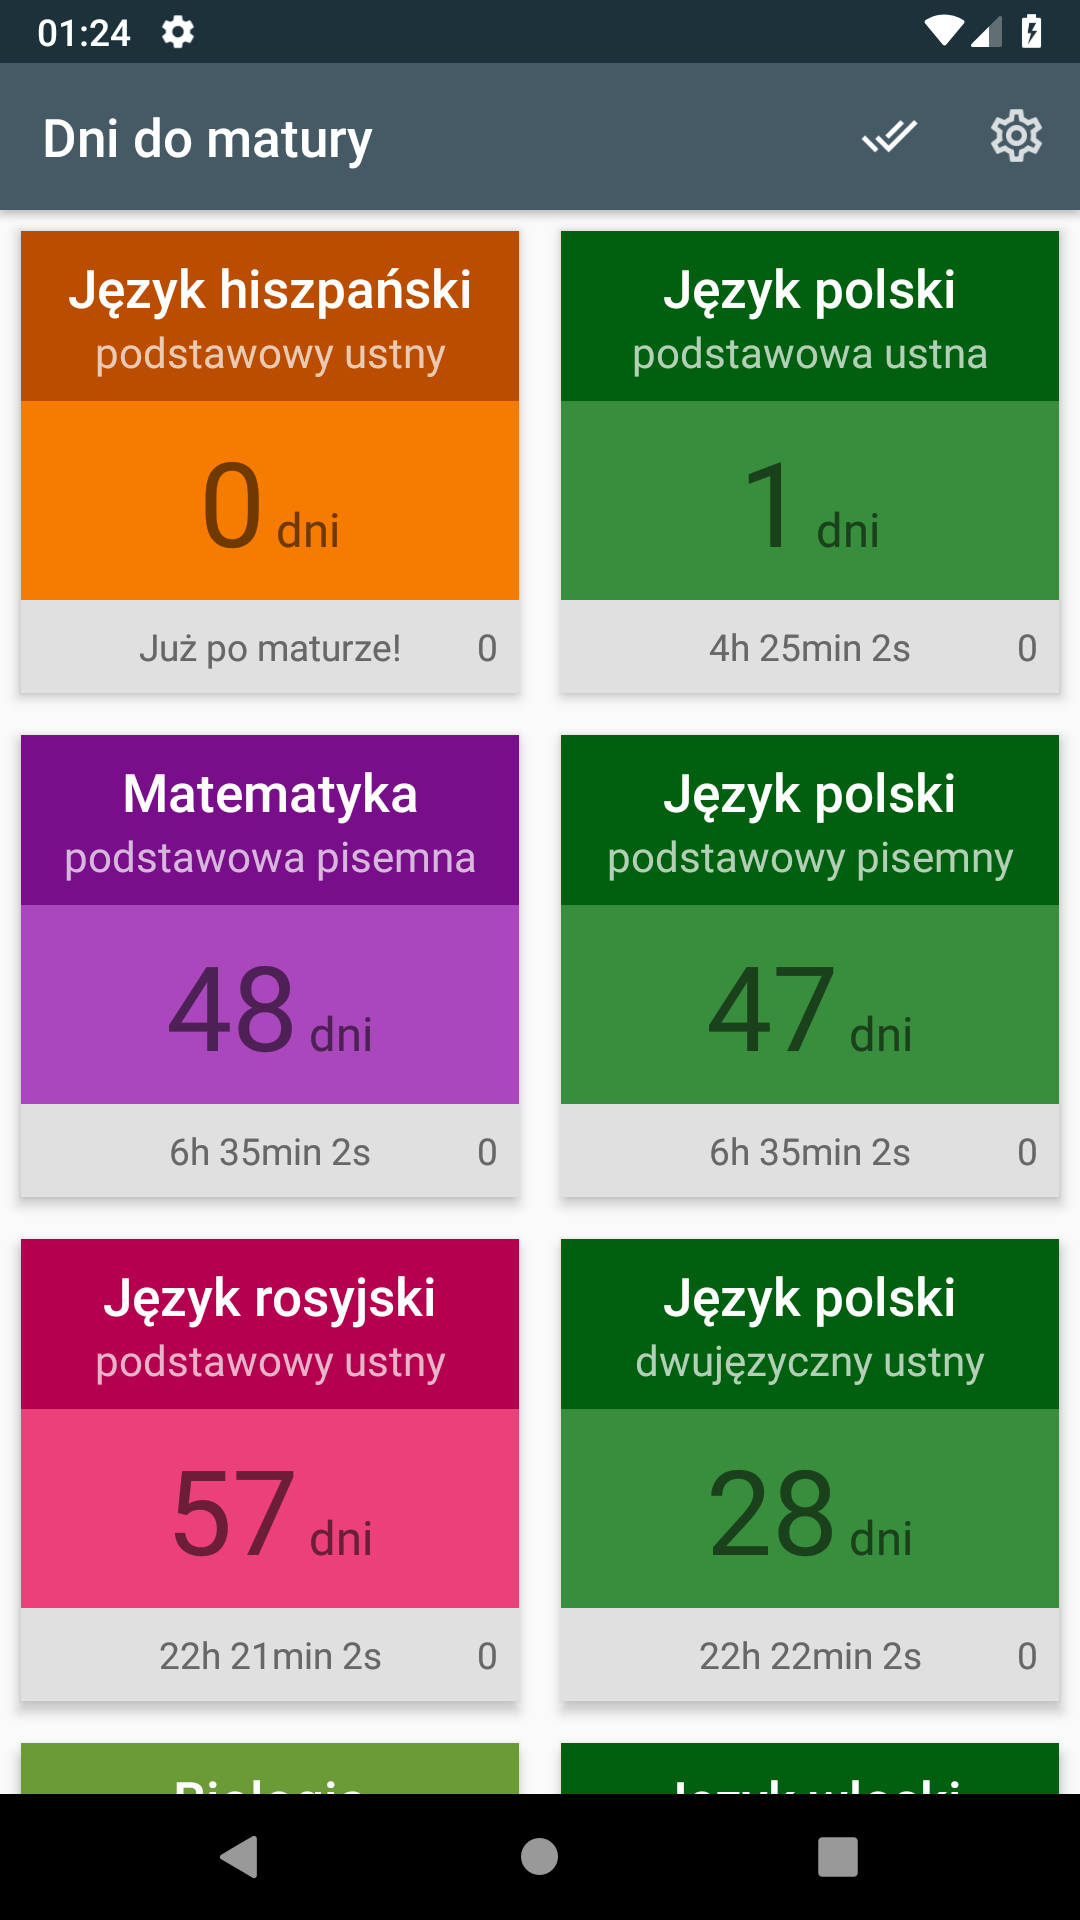 01:24
Dni do matury
Język hiszpański
podstawowy ustny
0 dni
Już po maturze! 0
Język polski
podstawowa ustna
1 dni
4h 25min 2s 0
Matematyka
podstawowa pisemna
48 dni
6h 35min 2s 0
Język polski
podstawowy pisemny
47 dni
6h 35min 2s 0
Język rosyjski
podstawowy ustny
57 dni
22h 21min 2s 0
Język polski
dwujęzyczny ustny
28 dni
22h 22min 2s 0
Biologia
Język włoski